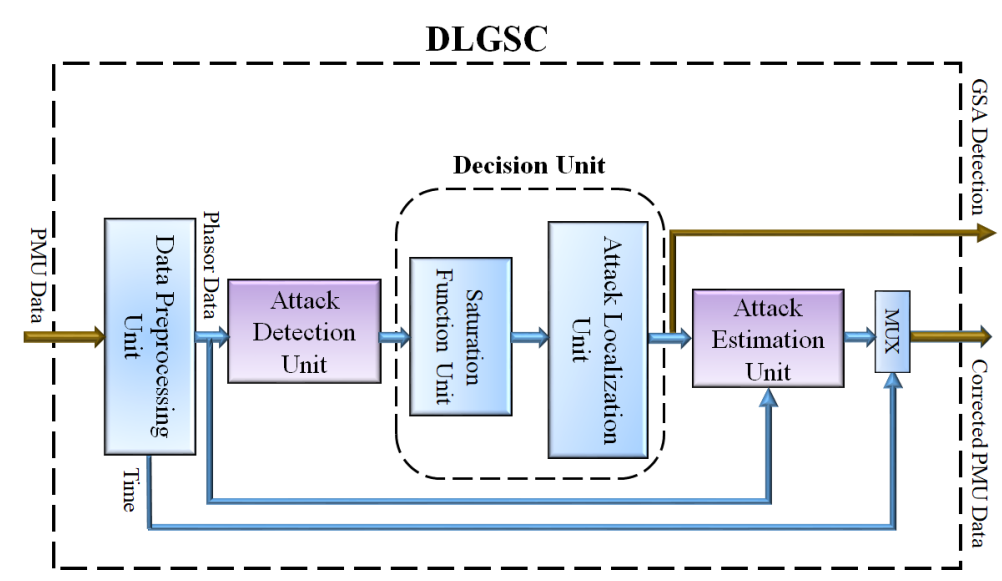 DLGSC
GSA Detection
Decision Unit
PMU Data
Data Preprocessing
Unit
Phasor Data
Time
Attack
Detection
Unit
Saturation
Function Unit
Attack Localization
Unit
Attack
Estimation
Unit
MUX
Corrected PMU Data